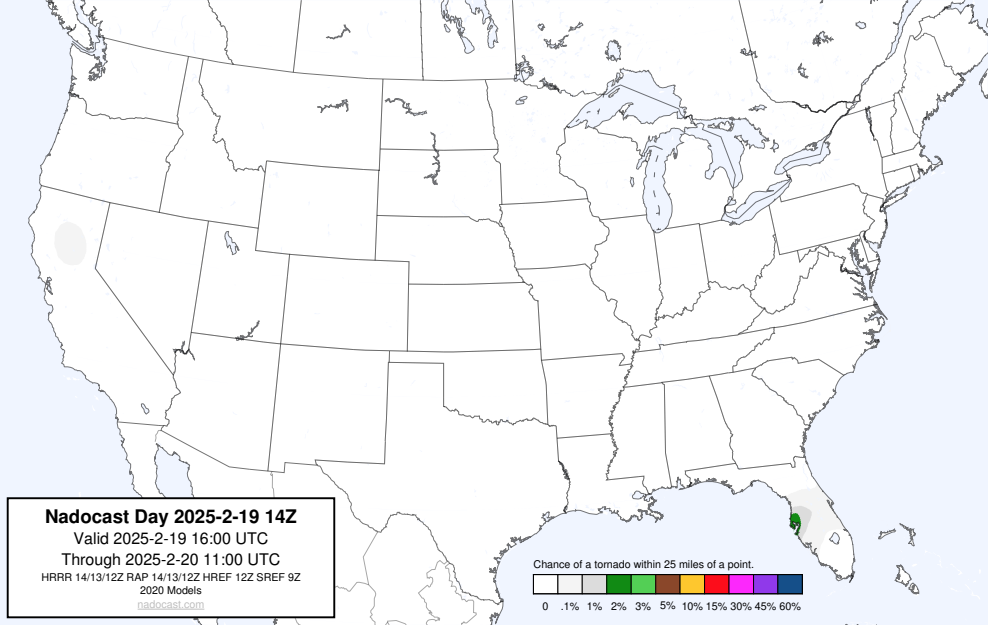 Nadocast Day 2025-2-19 14Z
Valid 2025-2-19 16:00 UTC
Through 2025-2-20 11:00 UTC
HRRR 14/13/12Z RAP 14/13/12Z HREF 12Z SREF 9Z
2020 Models
nadocast.com
Chance of a tornado within 25 miles of a point.
0 .1% 1% 2% 3% 5% 10% 15% 30% 45% 60%